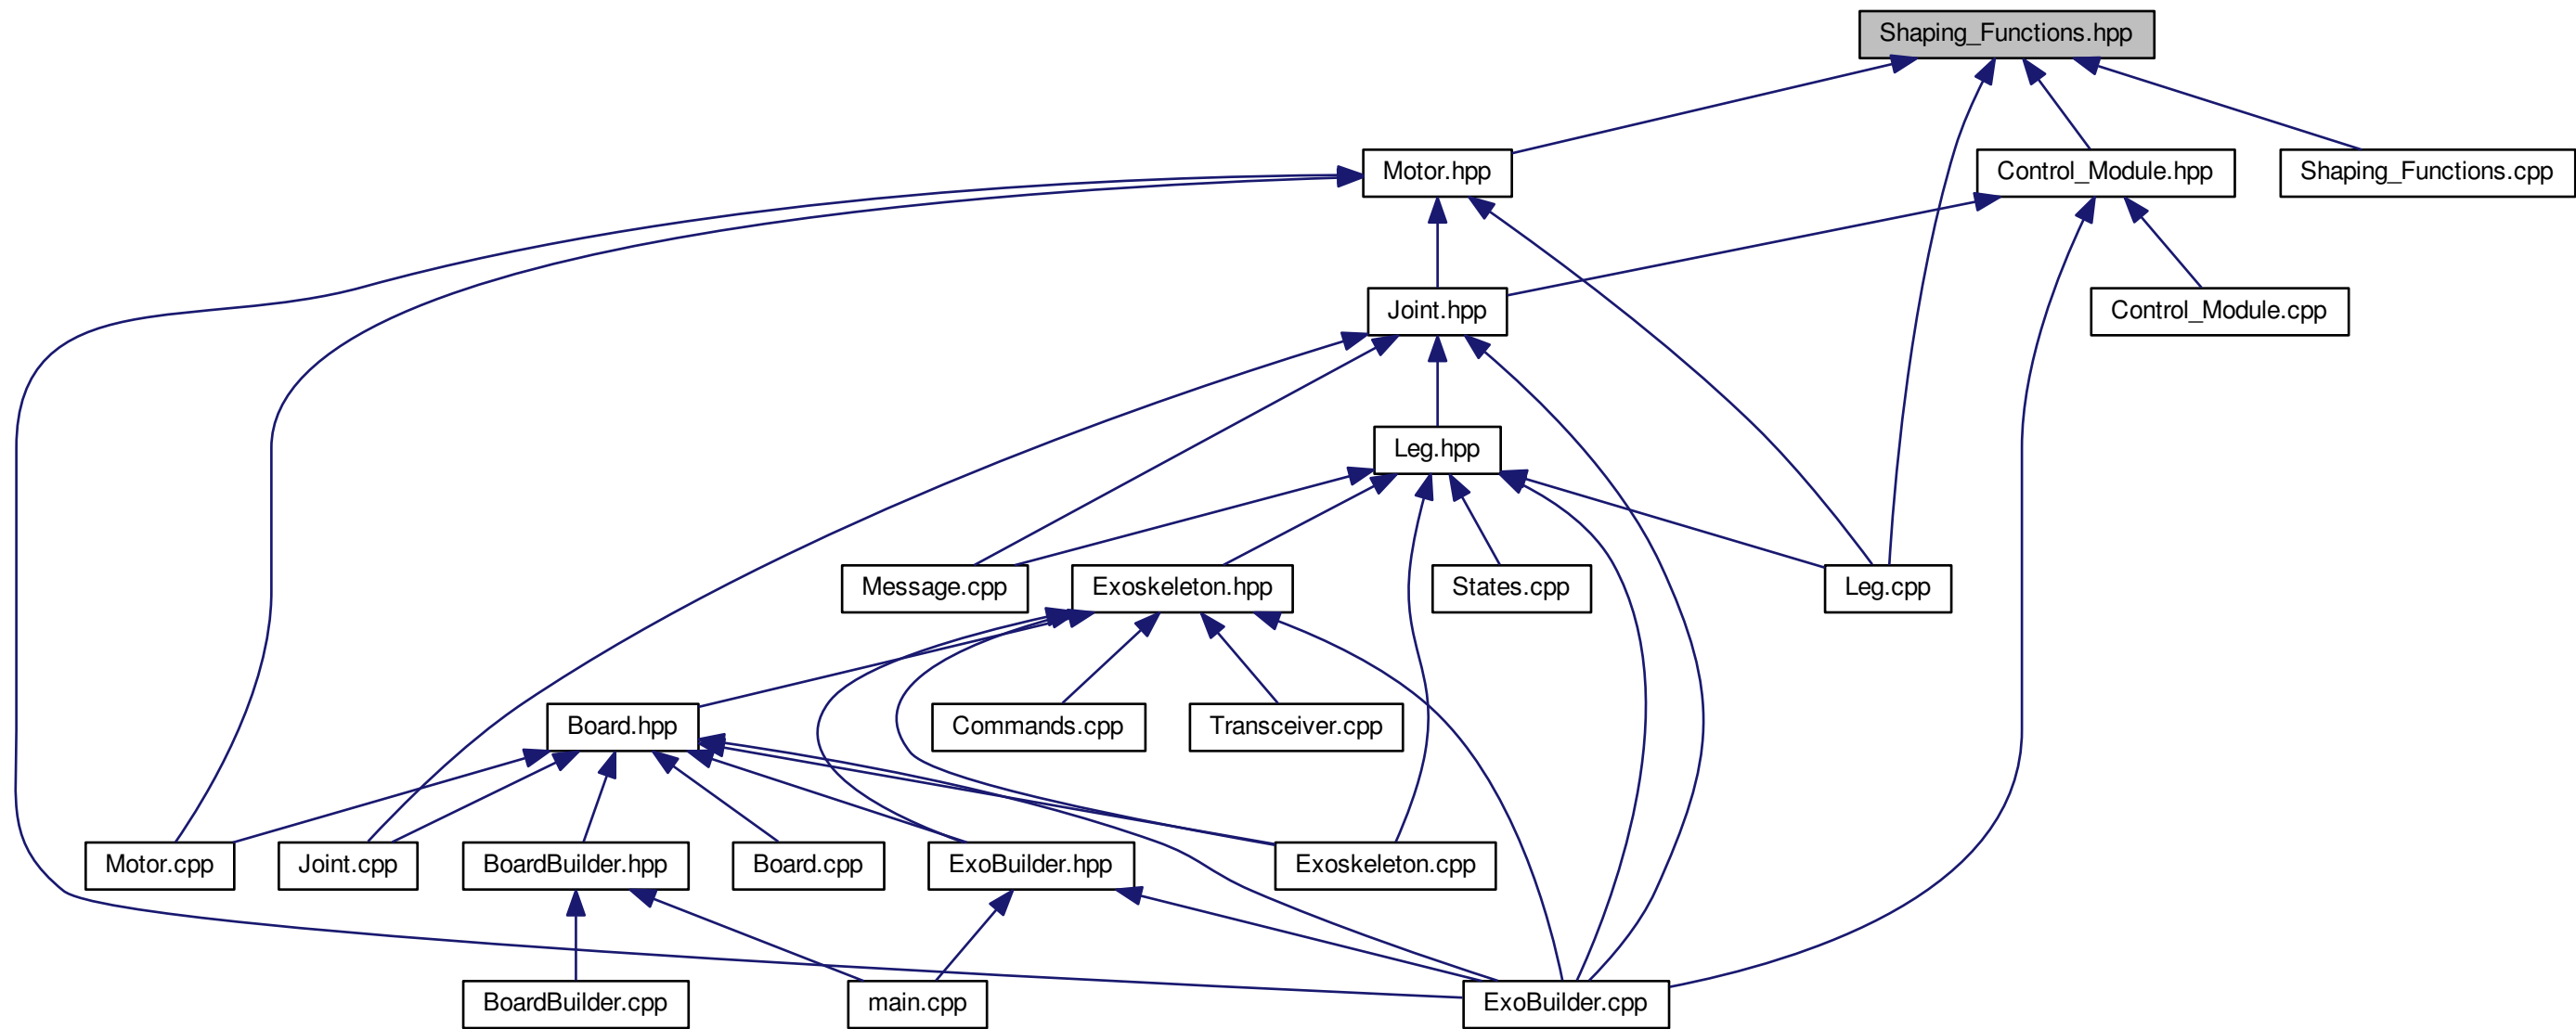 Shaping_Functions.hpp
Motor.hpp
Control_Module.hpp
Shaping_Functions.cpp
Joint.hpp
Control_Module.cpp
Leg.hpp
Message.cpp
Exoskeleton.hpp
States.cpp
Leg.cpp
Board.hpp
Commands.cpp
Transceiver.cpp
Motor.cpp
Joint.cpp
BoardBuilder.hpp
Board.cpp
ExoBuilder.hpp
Exoskeleton.cpp
BoardBuilder.cpp
main.cpp
ExoBuilder.cpp